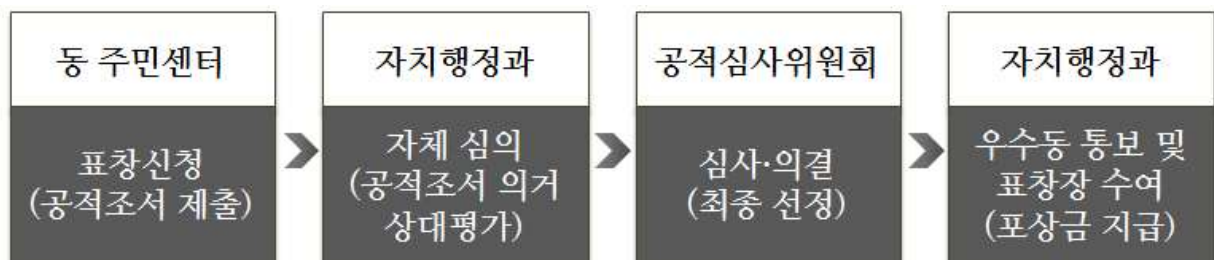 동 주민센터
표창신청
(공적조서 제출)
자치행정과
자체 심의
(공적조서 의거
상대평가)
공적심사위원회
심사·의결
(최종 선정)
자치행정과
우수동 통보 및
표창장 수여
(포상금 지급)